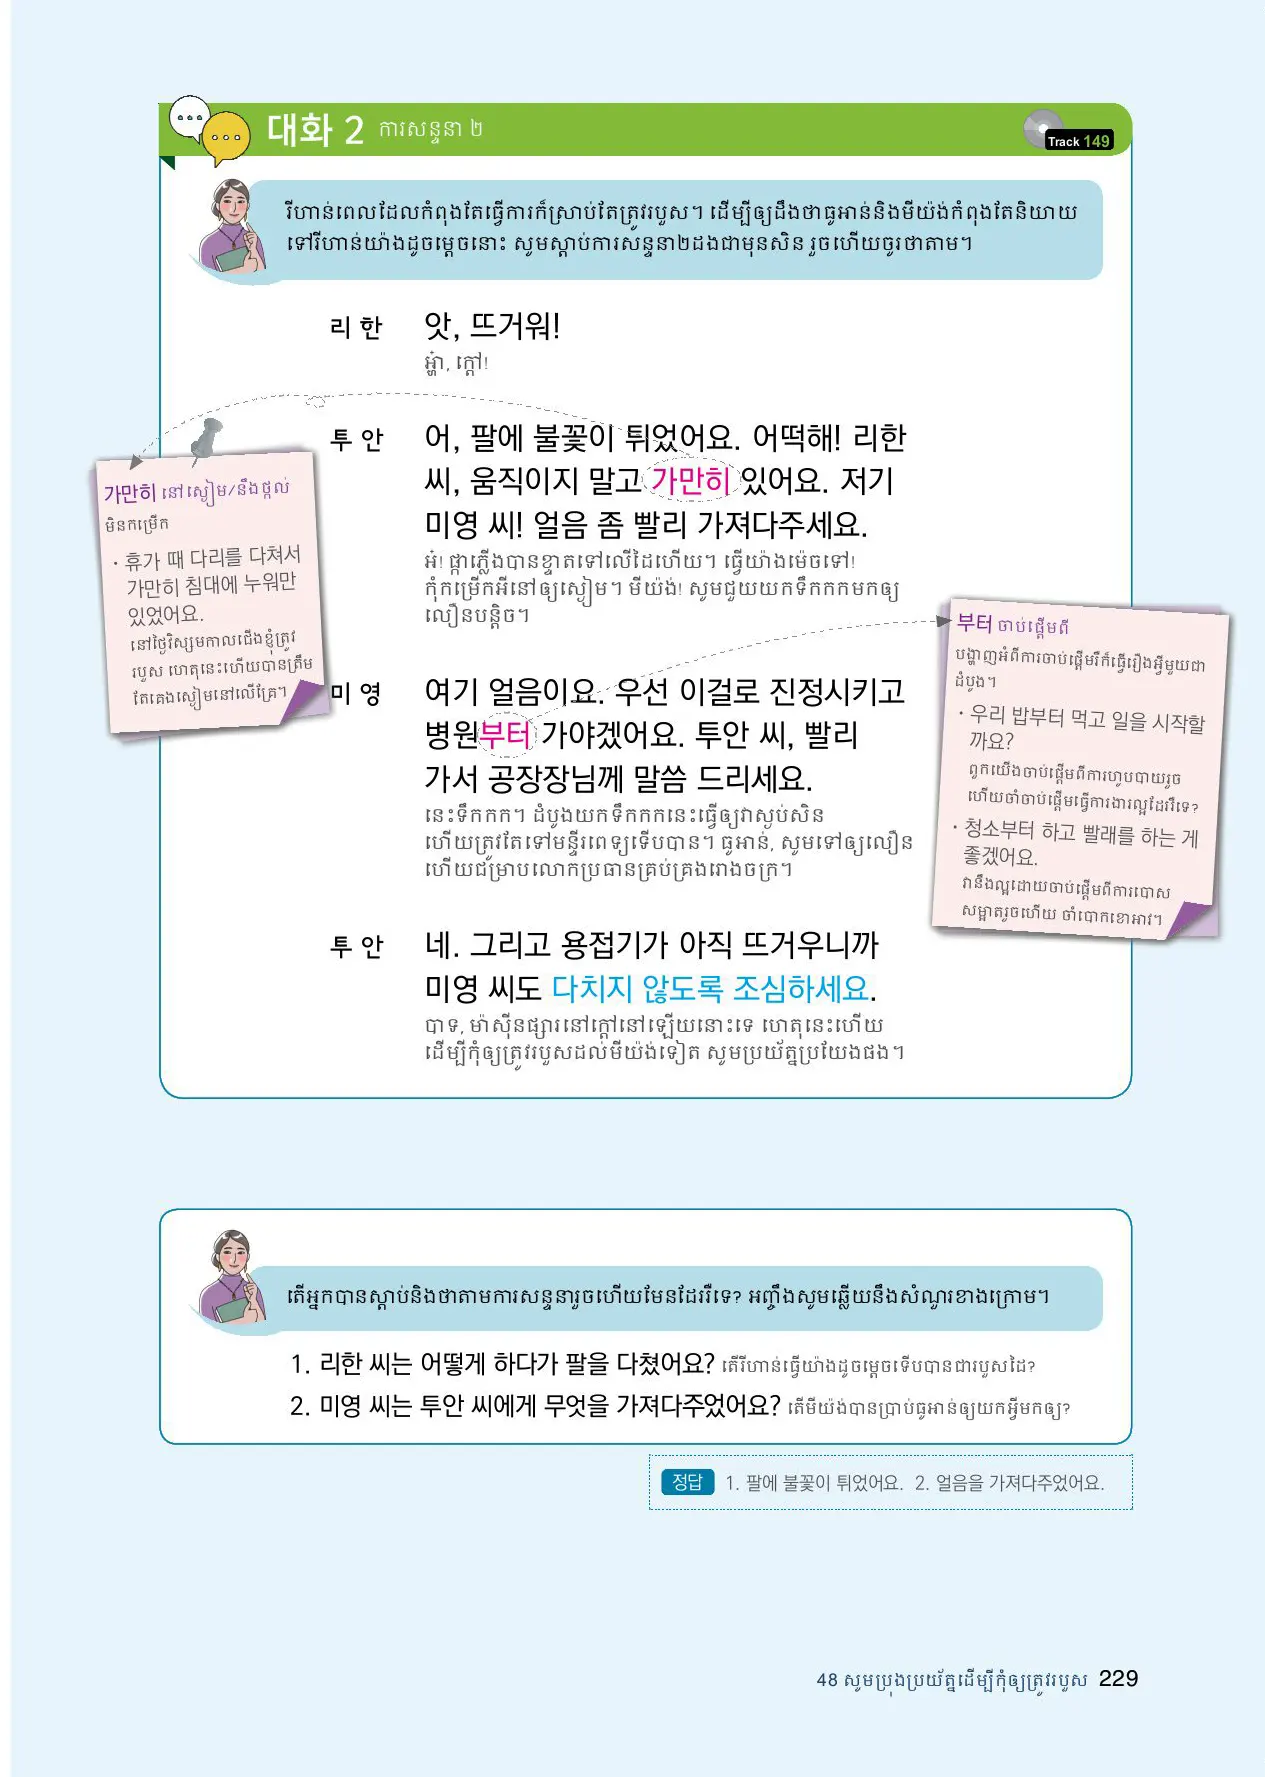 대화 2 ការសន្ទនា ២
Track 149
រីហាន់ពេលដែលកំពុងតែធ្វើការក៏ស្រាប់តែត្រូវរបួស។ ដើម្បីឲ្យដឹងថាធូអាន់និងមីយ៉ង់កំពុងតែនិយាយ
ទៅរីហាន់យ៉ាងដូចម្តេចនោះ សូមស្តាប់ការសន្ទនា២ដងជាមុនសិន រួចហើយចូរថាតាម។
리 한 앗, 뜨거워!
អ្ហា៎, ក្តៅ!
투 안 어, 팔에 불꽃이 튀었어요. 어떡해! 리한
씨, 움직이지 말고 가만히 있어요. 저기
미영 씨! 얼음 좀 빨리 가져다주세요.
អ៎! ផ្កាភ្លើងបានខ្ទាតទៅលើដៃហើយ។ ធ្វើយ៉ាងម៉េចទៅ!
កុំកម្រើកអីនៅឲ្យស្ងៀម។ មីយ៉ង់! សូមជួយយកទឹកកកមកឲ្យ
លឿនបន្តិច។
가만히 នៅស្ងៀម/នឹងថ្កល់
មិនកម្រើក
· 휴가 때 다리를 다쳐서
가만히 침대에 누워만
있었어요.
នៅថ្ងៃវិស្សមកាលជើងខ្ញុំត្រូវ
របួស ហេតុនេះហើយបានត្រឹម
តែគេងស្ងៀមនៅលើគ្រែ។
미 영 여기 얼음이요. 우선 이걸로 진정시키고
병원부터 가야겠어요. 투안 씨, 빨리
가서 공장장님께 말씀 드리세요.
នេះទឹកកក។ ដំបូងយកទឹកកកនេះធ្វើឲ្យវាស្ងប់សិន
ហើយត្រូវតែទៅមន្ទីរពេទ្យទើបបាន។ ធូអាន់, សូមទៅឲ្យលឿន
ហើយជម្រាបលោកប្រធានគ្រប់គ្រងរោងចក្រ។
부터 ចាប់ផ្តើមពី
បង្ហាញអំពីការចាប់ផ្តើមរឺក៏ធ្វើរឿងអ្វីមួយជា
ដំបូង។
· 우리 밥부터 먹고 일을 시작할
까요?
ពួកយើងចាប់ផ្តើមពីការហូបបាយរួច
ហើយចាំចាប់ផ្តើមធ្វើការងារល្អដែររឺទេ?
· 청소부터 하고 빨래를 하는 게
좋겠어요.
វានឹងល្អដោយចាប់ផ្តើមពីការបោស
សម្អាតរួចហើយ ចាំបោកខោអាវ។
투 안 네. 그리고 용접기가 아직 뜨거우니까
미영 씨도 다치지 않도록 조심하세요.
បាទ, ម៉ាស៊ីនផ្សារនៅក្តៅនៅឡើយនោះទេ ហេតុនេះហើយ
ដើម្បីកុំឲ្យត្រូវរបួសដល់មីយ៉ង់ទៀត សូមប្រយ័ត្នប្រយែងផង។
តើអ្នកបានស្តាប់និងថាតាមការសន្ទនារួចហើយមែនដែររឺទេ? អញ្ចឹងសូមឆ្លើយនឹងសំណួរខាងក្រោម។
1. 리한 씨는 어떻게 하다가 팔을 다쳤어요? តើរីហាន់ធ្វើយ៉ាងដូចម្តេចទើបបានជារបួសដៃ?
2. 미영 씨는 투안 씨에게 무엇을 가져다주었어요? តើមីយ៉ង់បានប្រាប់ធូអាន់ឲ្យយកអ្វីមកឲ្យ?
정답 1. 팔에 불꽃이 튀었어요. 2. 얼음을 가져다주었어요.
48 សូមប្រុងប្រយ័ត្នដើម្បីកុំឲ្យត្រូវរបួស 229